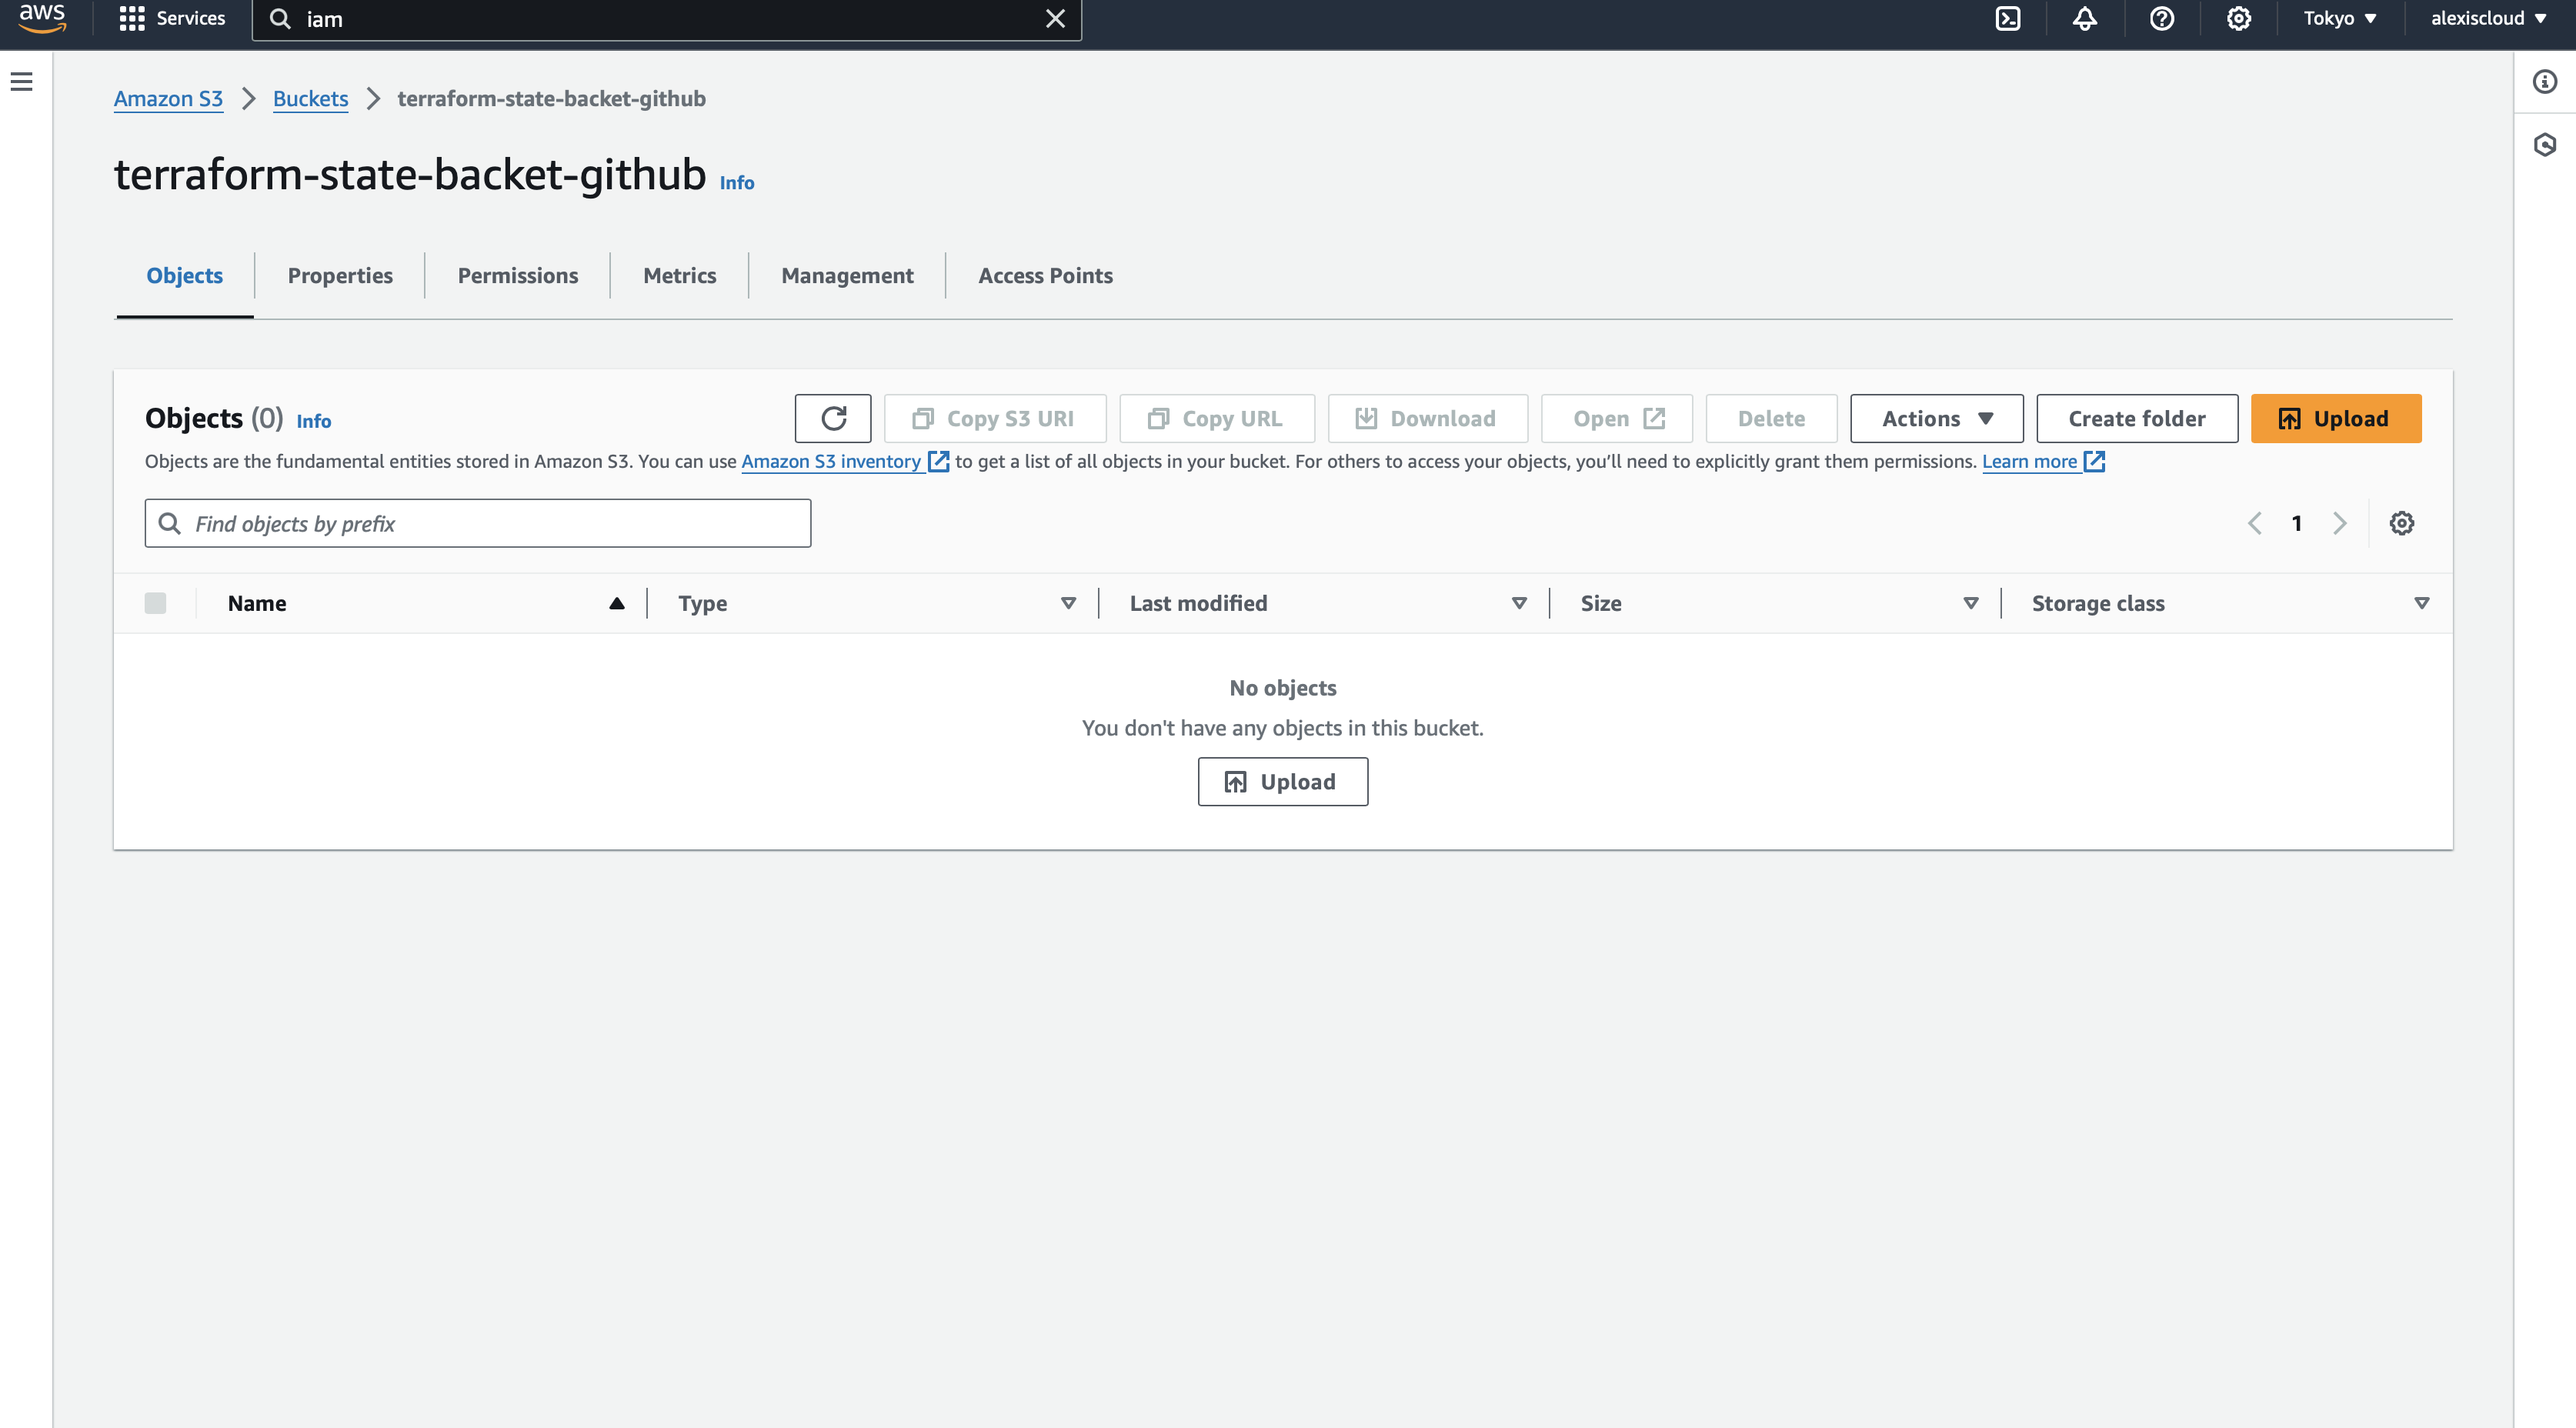 aws Services iam Tokyo alexiscloud
Amazon S3 Buckets terraform-state-backet-github
terraform-state-backet-github Info
Objects Properties Permissions Metrics Management Access Points
Objects (0) Info Copy S3 URI Copy URL Download Open Delete Actions Create folder Upload
Objects are the fundamental entities stored in Amazon S3. You can use Amazon S3 inventory to get a list of all objects in your bucket. For others to access your objects, you’ll need to explicitly grant them permissions. Learn more
Find objects by prefix 1
Name Type Last modified Size Storage class
No objects
You don't have any objects in this bucket.
Upload